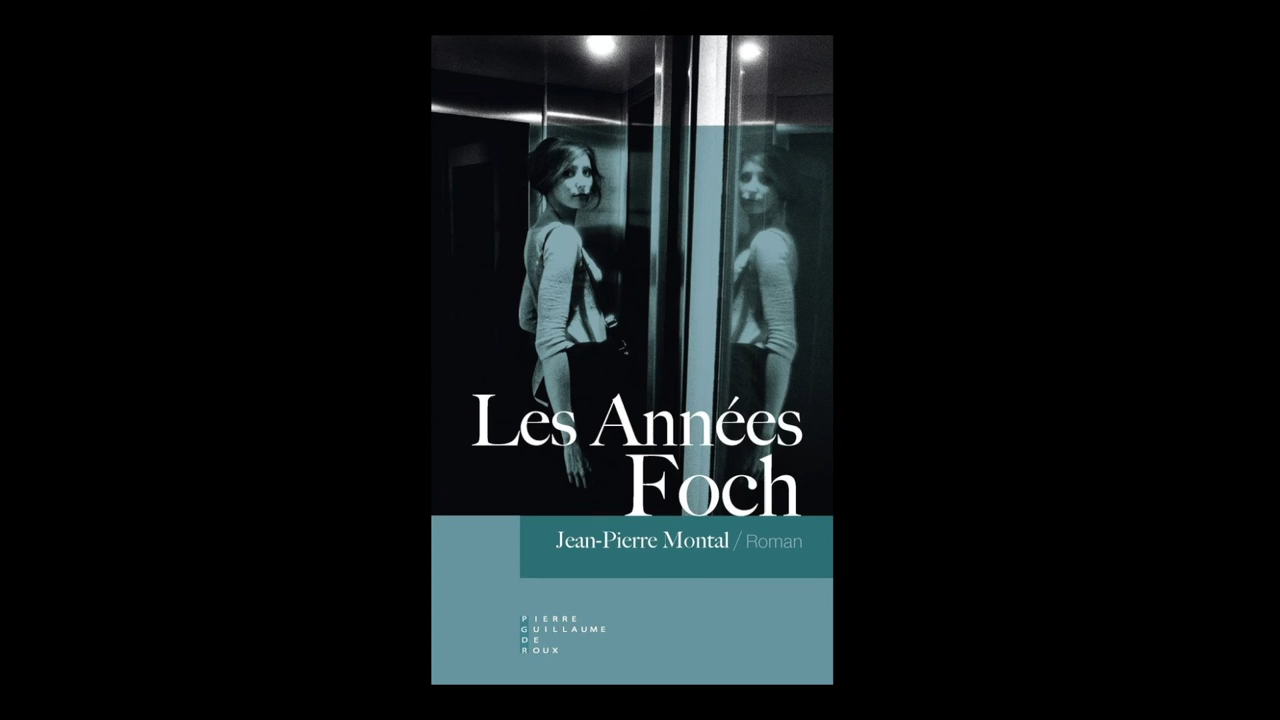 Les Années
Foch
Jean-Pierre Montal / Roman
PIERRE
GUILLAUME
DE
ROUX